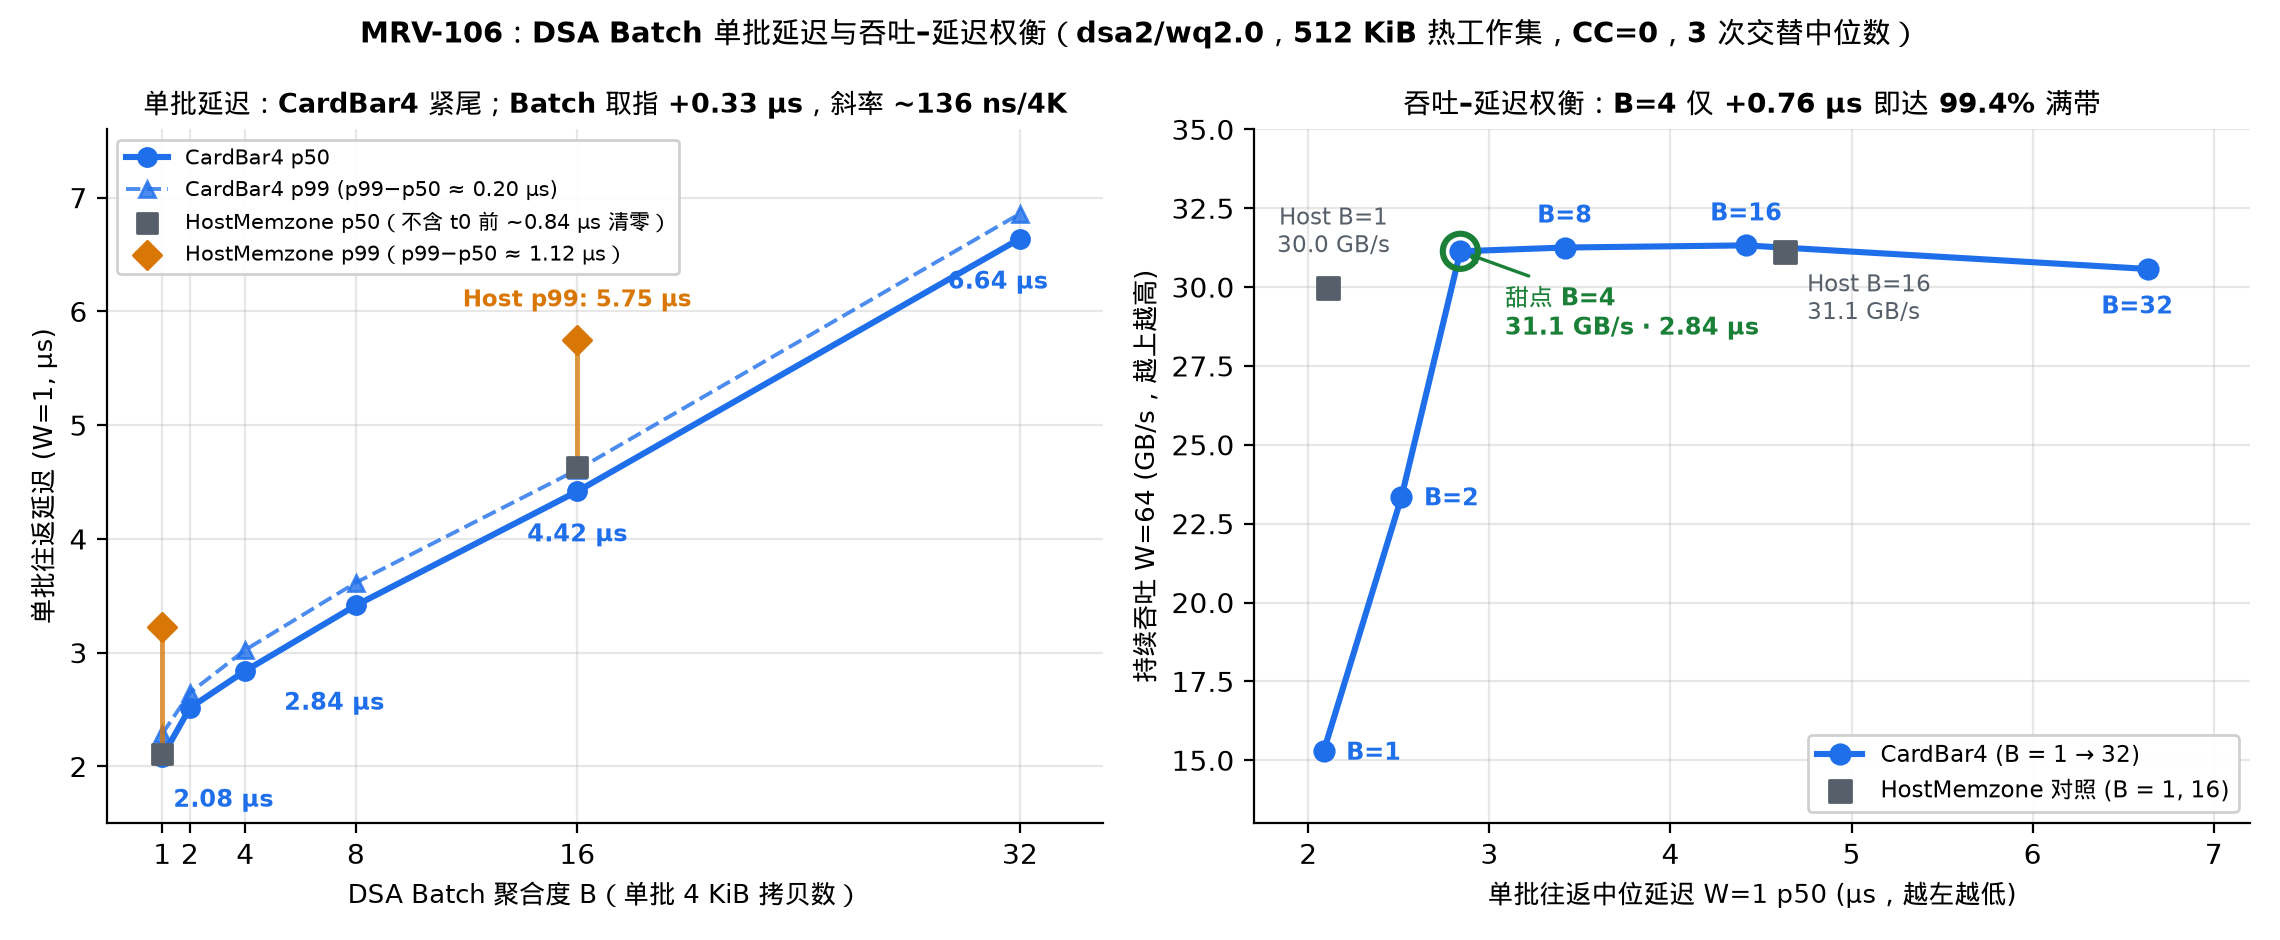 MRV-106：DSA Batch 单批延迟与吞吐–延迟权衡（dsa2/wq2.0，512 KiB 热工作集，CC=0，3 次交替中位数）
单批延迟：CardBar4 紧尾；Batch 取指 +0.33 µs，斜率 ~136 ns/4K
CardBar4 p50
CardBar4 p99 (p99−p50 ≈ 0.20 µs)
HostMemzone p50（不含 t0 前 ~0.84 µs 清零）
HostMemzone p99（p99−p50 ≈ 1.12 µs）
7
6
5
4
3
2
单批往返延迟 (W=1, µs)
Host p99: 5.75 µs
6.64 µs
4.42 µs
2.84 µs
2.08 µs
1 2 4 8 16 32
DSA Batch 聚合度 B（单批 4 KiB 拷贝数）
吞吐–延迟权衡：B=4 仅 +0.76 µs 即达 99.4% 满带
35.0
32.5
30.0
27.5
25.0
22.5
20.0
17.5
15.0
持续吞吐 W=64 (GB/s，越上越高)
Host B=1
30.0 GB/s
B=8
B=16
甜点 B=4
31.1 GB/s · 2.84 µs
Host B=16
31.1 GB/s
B=32
B=2
B=1
CardBar4 (B = 1 → 32)
HostMemzone 对照 (B = 1, 16)
2 3 4 5 6 7
单批往返中位延迟 W=1 p50 (µs，越左越低)